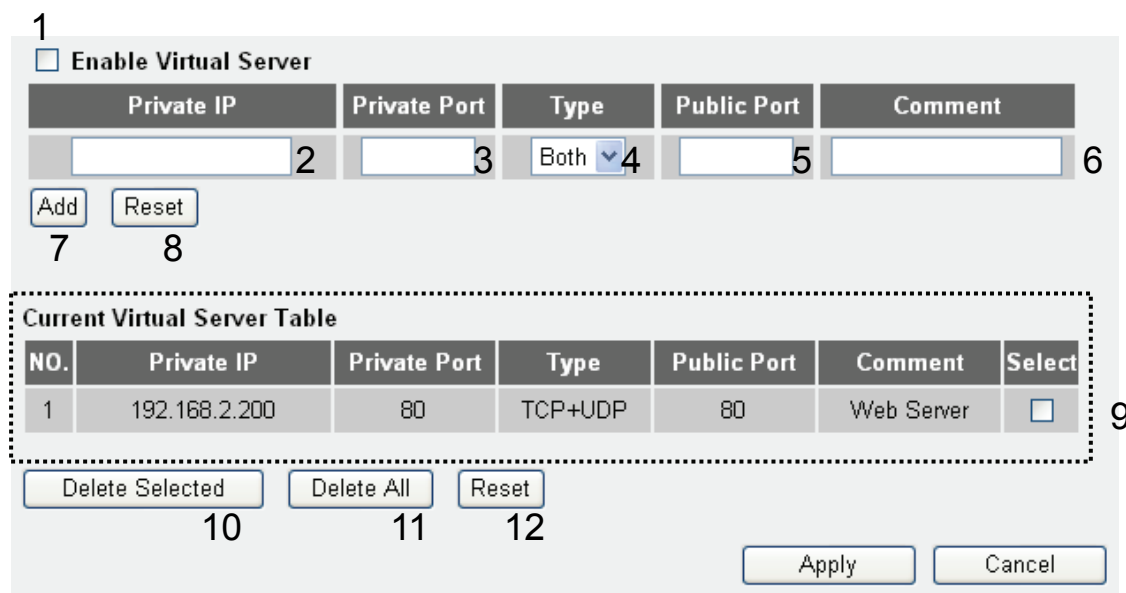 1
Enable Virtual Server
Private IP Private Port Type Public Port Comment
2 3 Both 4 5 6
Add Reset
7 8
Current Virtual Server Table
NO. Private IP Private Port Type Public Port Comment Select
1 192.168.2.200 80 TCP+UDP 80 Web Server
9
Delete Selected Delete All Reset
10 11 12
Apply Cancel